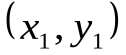 (x₁, y₁)